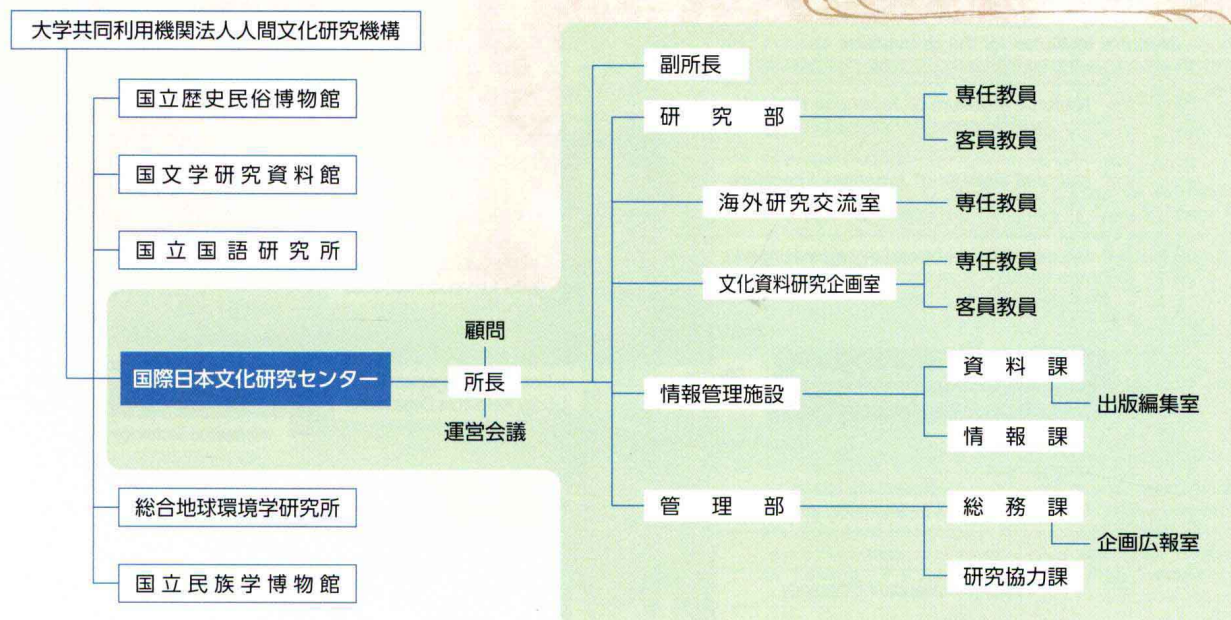 大学共同利用機関法人人間文化研究機構
国立歴史民俗博物館
国文学研究資料館
国立国語研究所
国際日本文化研究センター
総合地球環境学研究所
国立民族学博物館
顧問
所長
運営会議
副所長
研究部
専任教員
客員教員
海外研究交流室
専任教員
文化資料研究企画室
専任教員
客員教員
情報管理施設
資料課
出版編集室
情報課
管理部
総務課
企画広報室
研究協力課